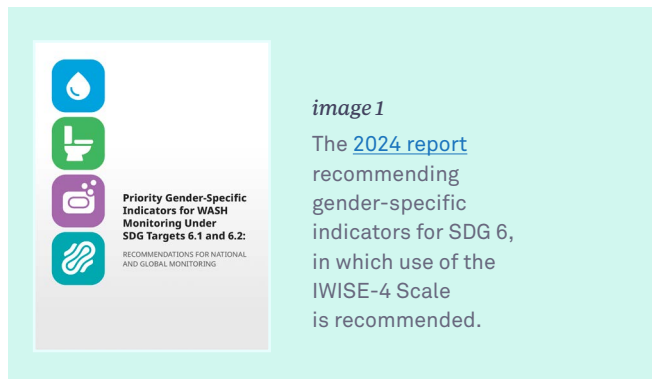 Priority Gender-Specific
Indicators for WASH
Monitoring Under
SDG Targets 6.1 and 6.2:
RECOMMENDATIONS FOR NATIONAL
AND GLOBAL MONITORING
image 1
The 2024 report
recommending
gender-specific
indicators for SDG 6,
in which use of the
IWISE-4 Scale
is recommended.